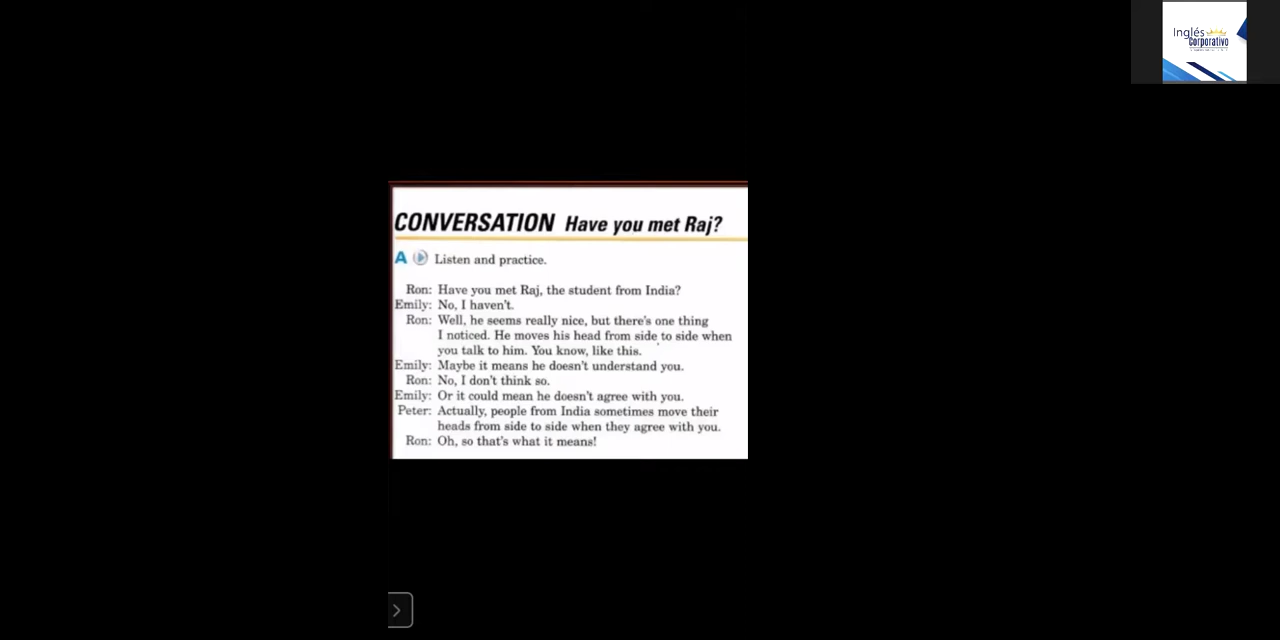 Inglés
Corporativo
CONVERSATION Have you met Raj?
A Listen and practice.
Ron: Have you met Raj, the student from India?
Emily: No, I haven't.
Ron: Well, he seems really nice, but there's one thing
I noticed. He moves his head from side to side when
you talk to him. You know, like this.
Emily: Maybe it means he doesn't understand you.
Ron: No, I don't think so.
Emily: Or it could mean he doesn't agree with you.
Peter: Actually, people from India sometimes move their
heads from side to side when they agree with you.
Ron: Oh, so that's what it means!